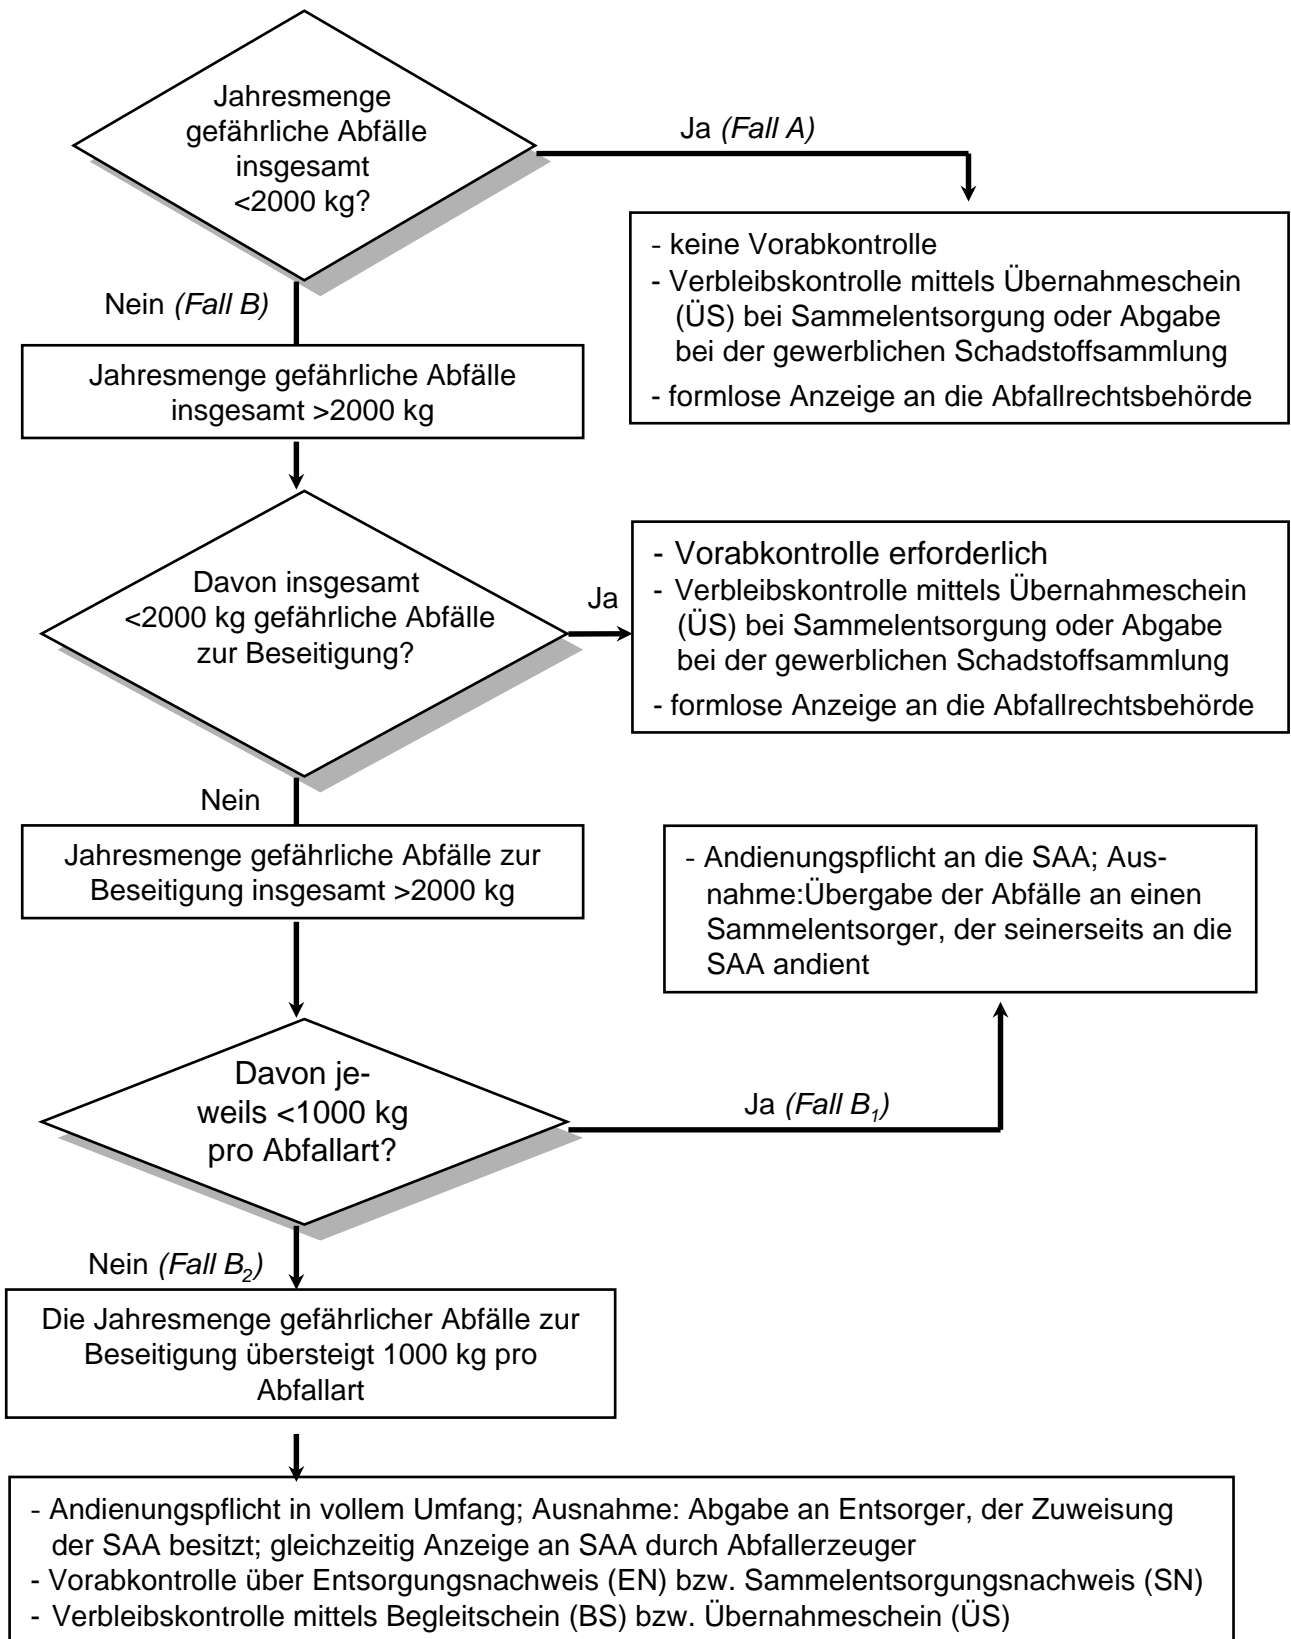 Jahresmenge
gefährliche Abfälle
insgesamt
<2000 kg?
Ja (Fall A)
- keine Vorabkontrolle
- Verbleibskontrolle mittels Übernahmeschein
(ÜS) bei Sammelentsorgung oder Abgabe
bei der gewerblichen Schadstoffsammlung
- formlose Anzeige an die Abfallrechtsbehörde
Nein (Fall B)
Jahresmenge gefährliche Abfälle
insgesamt >2000 kg
Davon insgesamt
<2000 kg gefährliche Abfälle
zur Beseitigung?
Ja
- Vorabkontrolle erforderlich
- Verbleibskontrolle mittels Übernahmeschein
(ÜS) bei Sammelentsorgung oder Abgabe
bei der gewerblichen Schadstoffsammlung
- formlose Anzeige an die Abfallrechtsbehörde
Nein
Jahresmenge gefährliche Abfälle zur
Beseitigung insgesamt >2000 kg
- Andienungspflicht an die SAA; Aus-
nahme:Übergabe der Abfälle an einen
Sammelentsorger, der seinerseits an die
SAA andient
Davon je-
weils <1000 kg
pro Abfallart?
Ja (Fall B1)
Nein (Fall B2)
Die Jahresmenge gefährlicher Abfälle zur
Beseitigung übersteigt 1000 kg pro
Abfallart
- Andienungspflicht in vollem Umfang; Ausnahme: Abgabe an Entsorger, der Zuweisung
der SAA besitzt; gleichzeitig Anzeige an SAA durch Abfallerzeuger
- Vorabkontrolle über Entsorgungsnachweis (EN) bzw. Sammelentsorgungsnachweis (SN)
- Verbleibskontrolle mittels Begleitschein (BS) bzw. Übernahmeschein (ÜS)